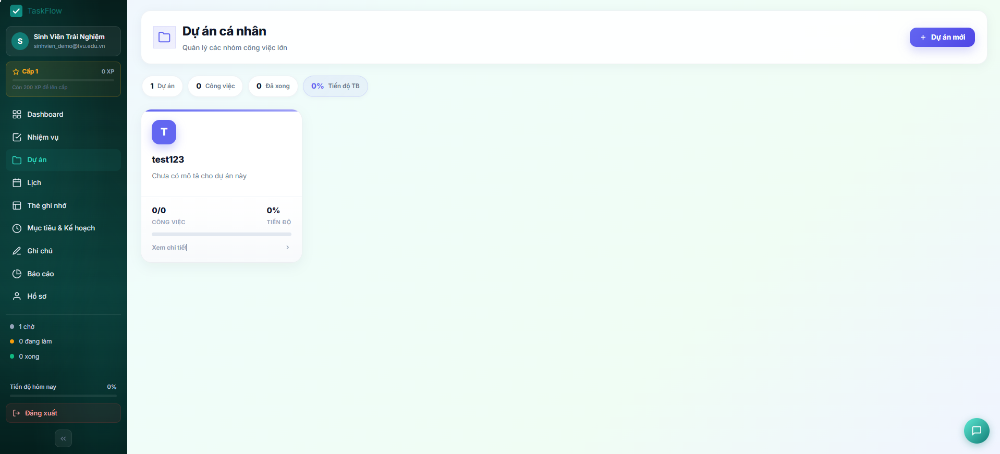 TaskFlow
S
Sinh Viên Trải Nghiệm
sinhvien_demo@tvu.edu.vn
Cấp 1
0 XP
Còn 200 XP để lên cấp
Dashboard
Nhiệm vụ
Dự án
Lịch
Thẻ ghi nhớ
Mục tiêu & Kế hoạch
Ghi chú
Báo cáo
Hồ sơ
1 chờ
0 đang làm
0 xong
Tiến độ hôm nay
0%
Đăng xuất
Dự án cá nhân
Quản lý các nhóm công việc lớn
+ Dự án mới
1 Dự án
0 Công việc
0 Đã xong
0% Tiến độ TB
T
test123
Chưa có mô tả cho dự án này
0/0
CÔNG VIỆC
0%
TIẾN ĐỘ
Xem chi tiết